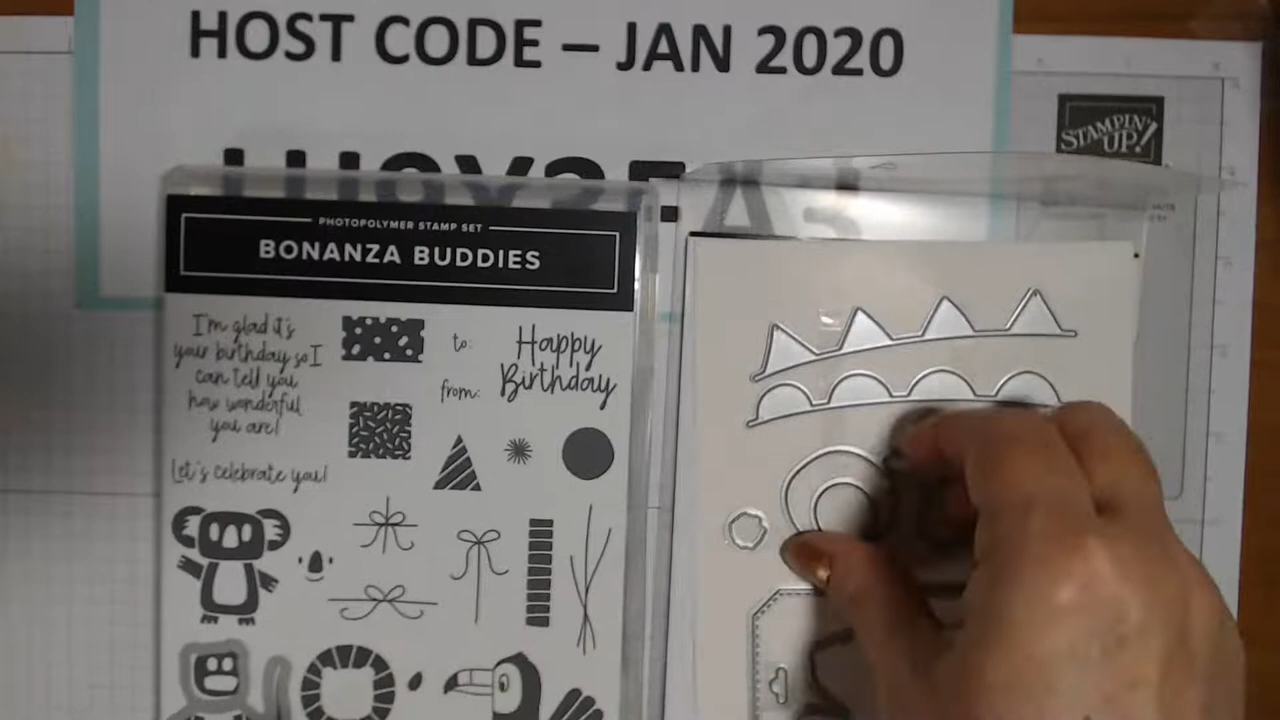 HOST CODE – JAN 2020
STAMPIN' UP!
PHOTOPOLYMER STAMP SET
BONANZA BUDDIES
I'm glad it's
your birthday so I
can tell you
how wonderful
you are!
to:
from:
Happy
Birthday
Let's celebrate you!